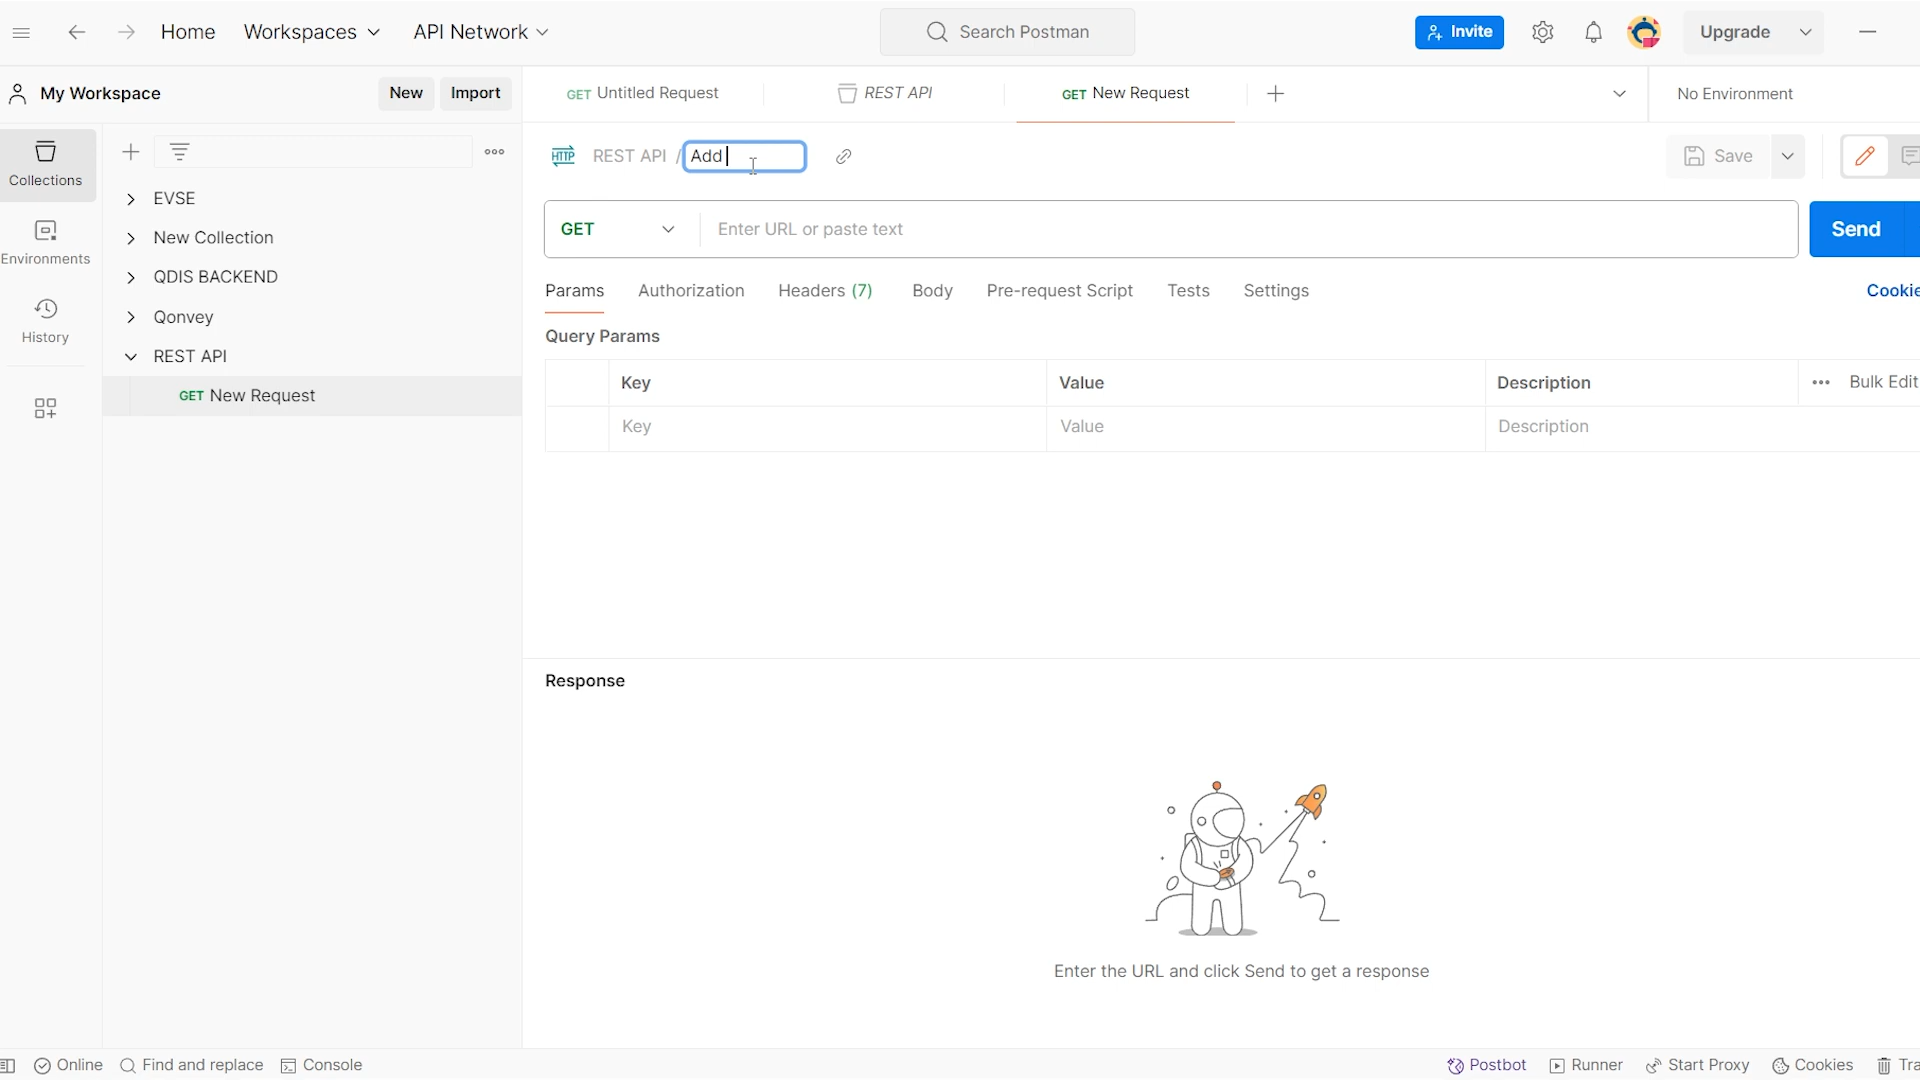 Home Workspaces API Network Search Postman Invite Upgrade
My Workspace New Import GET Untitled Request REST API GET New Request No Environment
Collections
HTTP REST API / Add Save
EVSE
Environments
New Collection
GET Enter URL or paste text Send
QDIS BACKEND
Params Authorization Headers (7) Body Pre-request Script Tests Settings Cookie
History
Qonvey
Query Params
REST API
Key Value Description Bulk Edit
GET New Request
Key Value Description
Response
Enter the URL and click Send to get a response
Online Find and replace Console Postbot Runner Start Proxy Cookies Tra